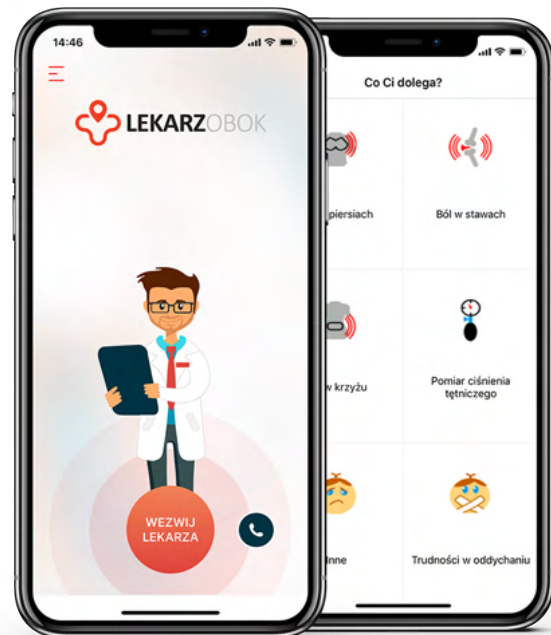 14:46
LEKARZOBOK
WEZWIJ
LEKARZA
Co Ci dolega?
piersiach
Ból w stawach
w krzyżu
Pomiar ciśnienia
tętniczego
Inne
Trudności w oddychaniu